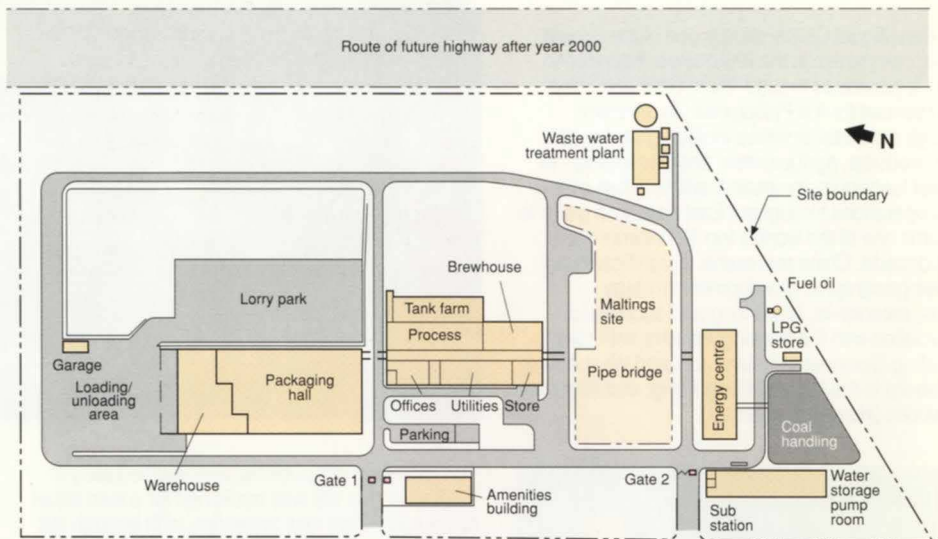 Route of future highway after year 2000
Waste water
treatment plant
N
Site boundary
Brewhouse
Fuel oil
Lorry park
Tank farm
Maltings
site
LPG
store
Process
Garage
Loading/
unloading
area
Packaging
hall
Pipe bridge
Energy centre
Offices
Utilities
Store
Coal
handling
Parking
Warehouse
Gate 1
Amenities
building
Gate 2
Sub
station
Water
storage
pump
room